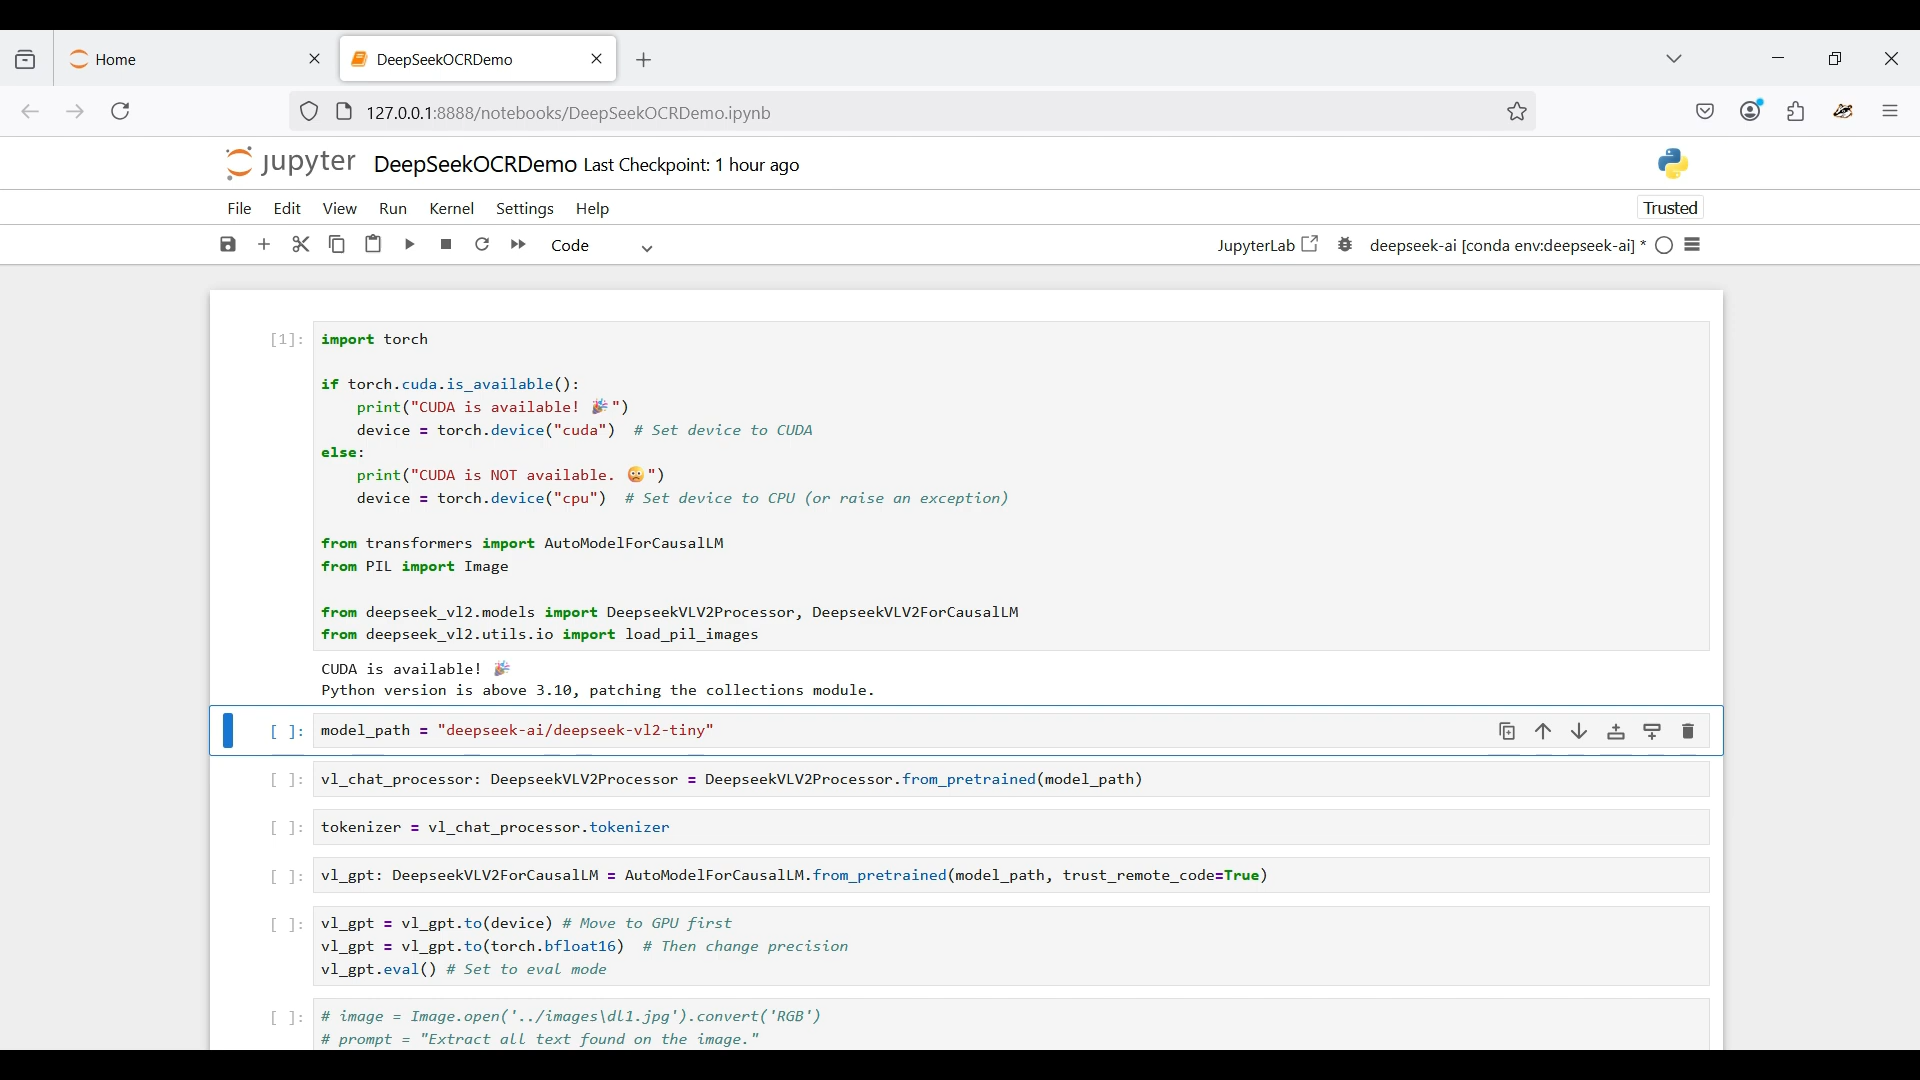 Home
DeepSeekOCRDemo
127.0.0.1:8888/notebooks/DeepSeekOCRDemo.ipynb
jupyter DeepSeekOCRDemo Last Checkpoint: 1 hour ago
File Edit View Run Kernel Settings Help Trusted
Code JupyterLab deepseek-ai [conda env:deepseek-ai] *
[1]: import torch
if torch.cuda.is_available():
    print("CUDA is available! 🎉")
    device = torch.device("cuda")  # Set device to CUDA
else:
    print("CUDA is NOT available. 😢")
    device = torch.device("cpu")  # Set device to CPU (or raise an exception)
from transformers import AutoModelForCausalLM
from PIL import Image
from deepseek_vl2.models import DeepseekVLV2Processor, DeepseekVLV2ForCausalLM
from deepseek_vl2.utils.io import load_pil_images
CUDA is available! 🎉
Python version is above 3.10, patching the collections module.
[ ]: model_path = "deepseek-ai/deepseek-vl2-tiny"
[ ]: vl_chat_processor: DeepseekVLV2Processor = DeepseekVLV2Processor.from_pretrained(model_path)
[ ]: tokenizer = vl_chat_processor.tokenizer
[ ]: vl_gpt: DeepseekVLV2ForCausalLM = AutoModelForCausalLM.from_pretrained(model_path, trust_remote_code=True)
[ ]: vl_gpt = vl_gpt.to(device) # Move to GPU first
vl_gpt = vl_gpt.to(torch.bfloat16)  # Then change precision
vl_gpt.eval() # Set to eval mode
[ ]: # image = Image.open('../images\dl1.jpg').convert('RGB')
# prompt = "Extract all text found on the image."